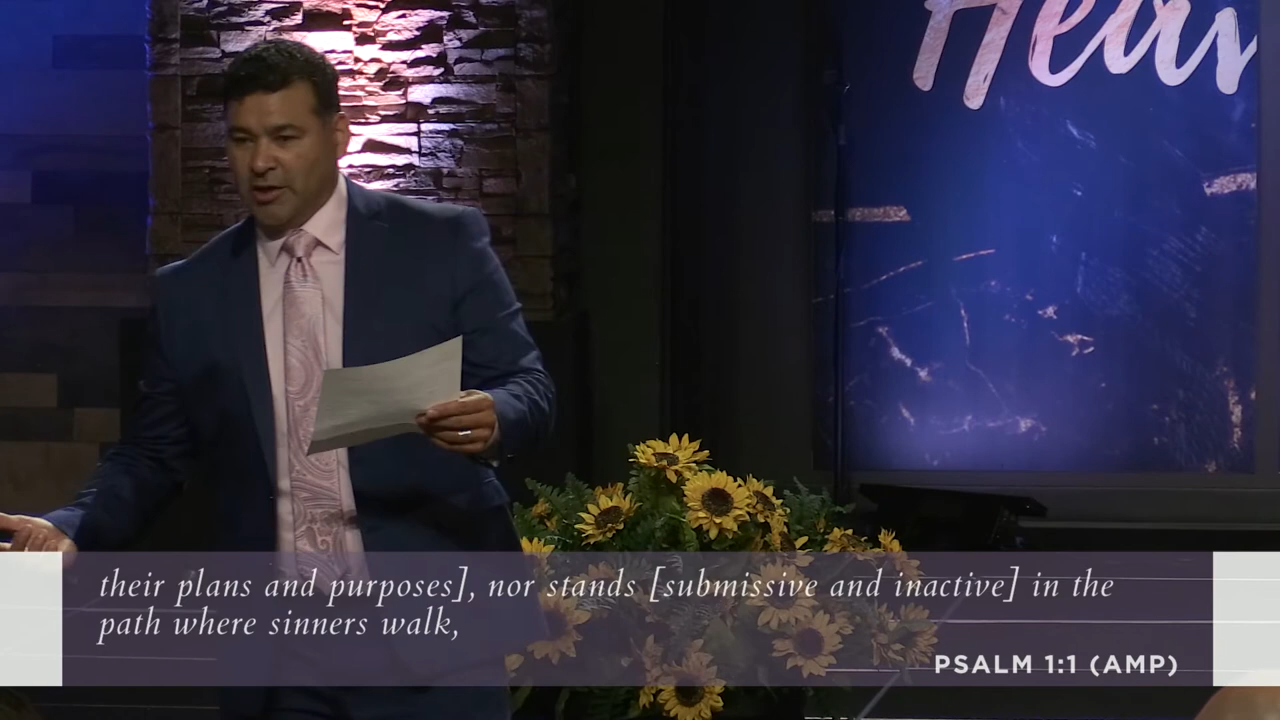 Heav
their plans and purposes], nor stands [submissive and inactive] in the
path where sinners walk,
PSALM 1:1 (AMP)